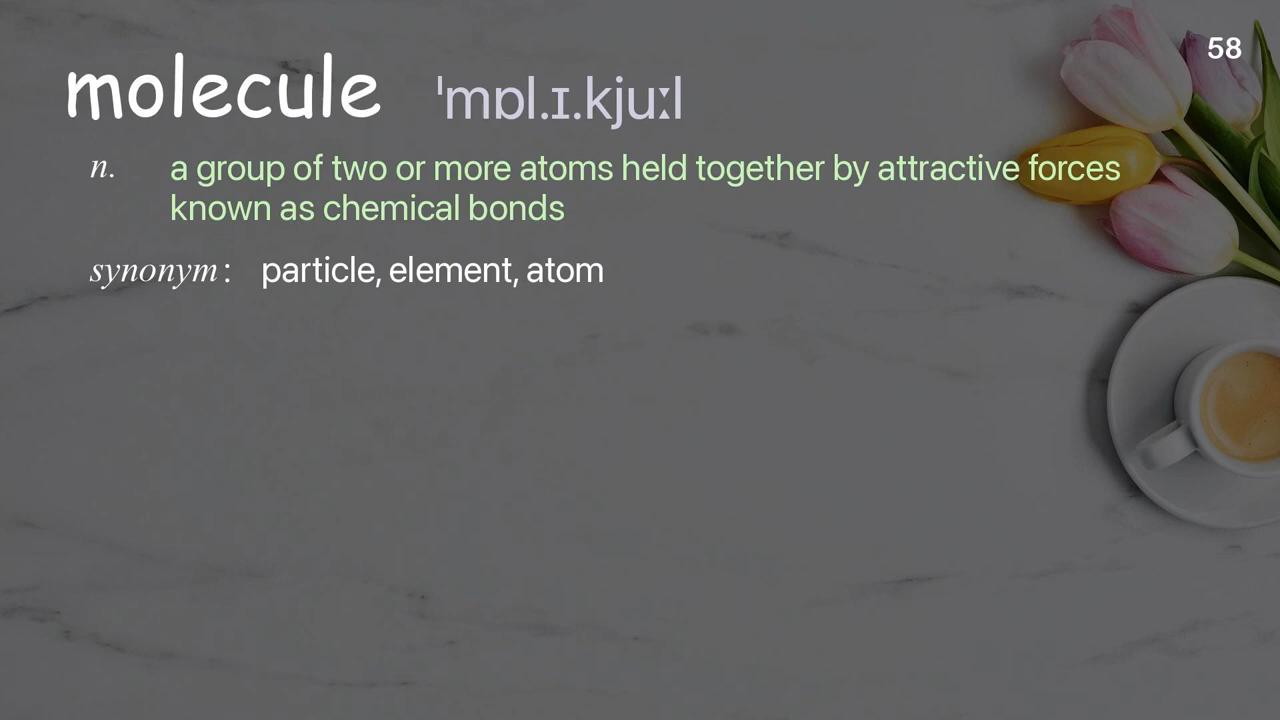 58
molecule ˈmɒl.ɪ.kjuːl
n. a group of two or more atoms held together by attractive forces
known as chemical bonds
synonym : particle, element, atom